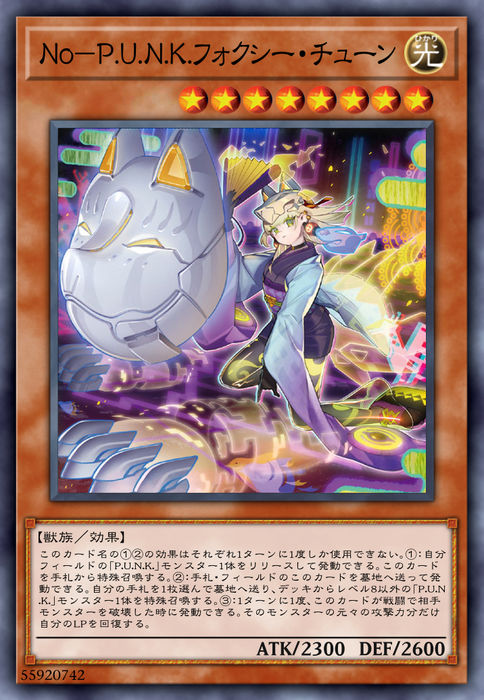 No－P.U.N.K.フォクシー・チューン
ひかり
光
【獣族／効果】
このカード名の①②の効果はそれぞれ1ターンに1度しか使用できない。①：自分
フィールドの「P.U.N.K.」モンスター1体をリリースして発動できる。このカード
を手札から特殊召喚する。②：手札・フィールドのこのカードを墓地へ送って発
動できる。自分の手札を1枚選んで墓地へ送り、デッキからレベル8以外の「P.U.N
.K.」モンスター1体を特殊召喚する。③：1ターンに1度、このカードが戦闘で相手
モンスターを破壊した時に発動できる。そのモンスターの元々の攻撃力分だけ
自分のLPを回復する。
ATK/2300 DEF/2600
55920742